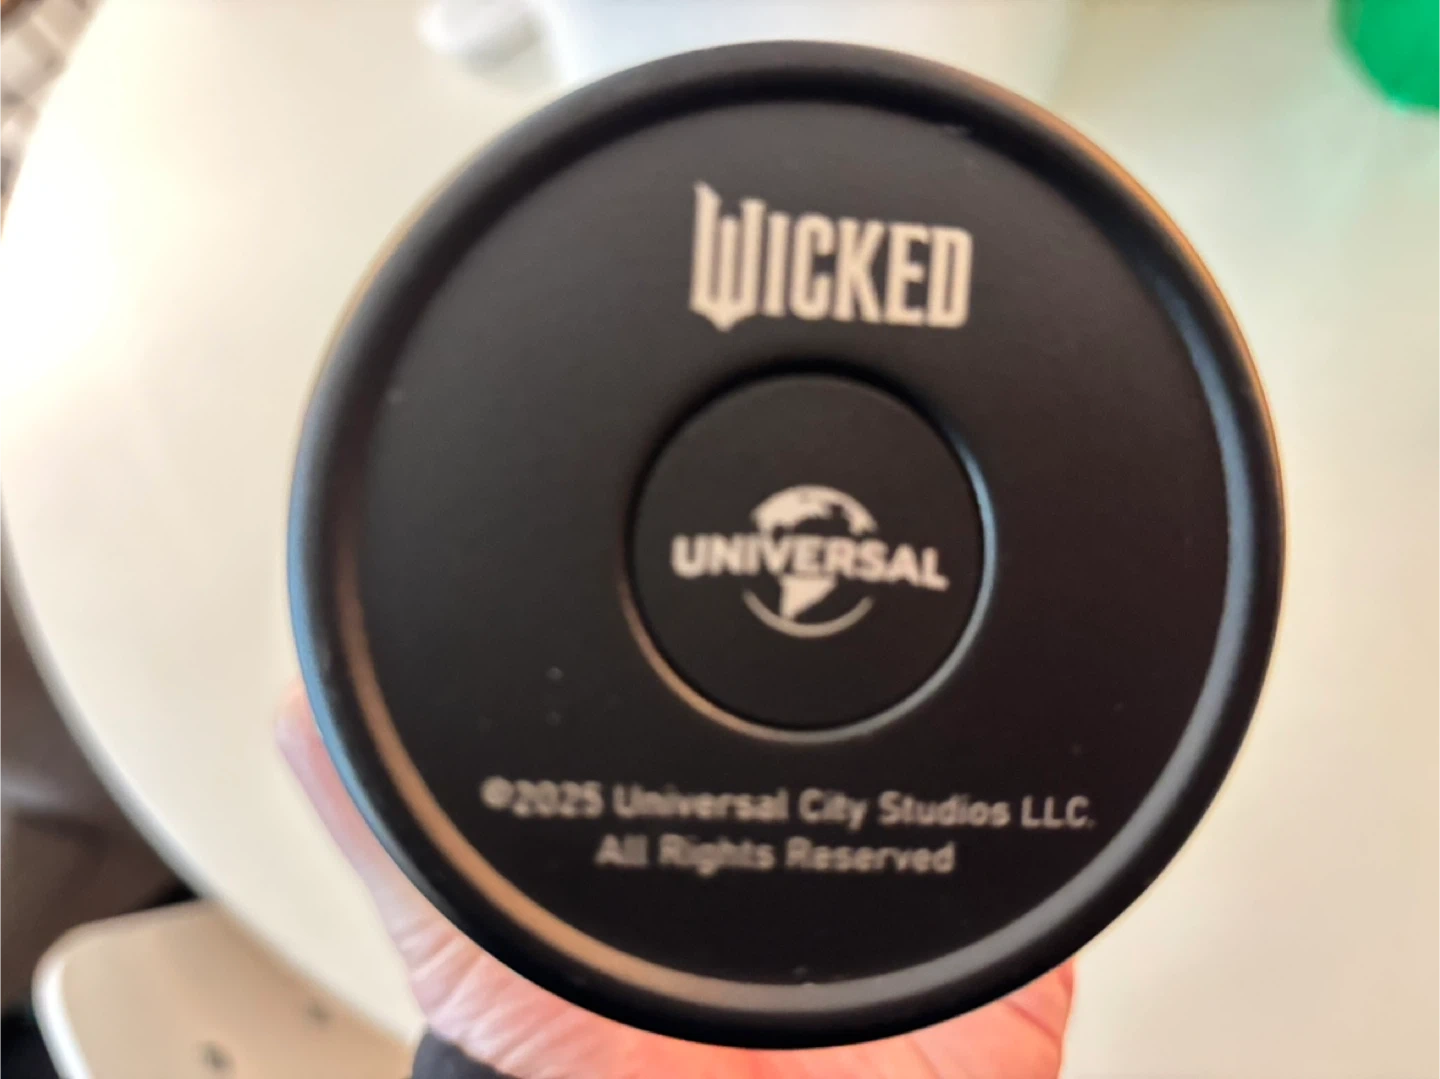 WICKED
UNIVERSAL
©2025 Universal City Studios LLC.
All Rights Reserved